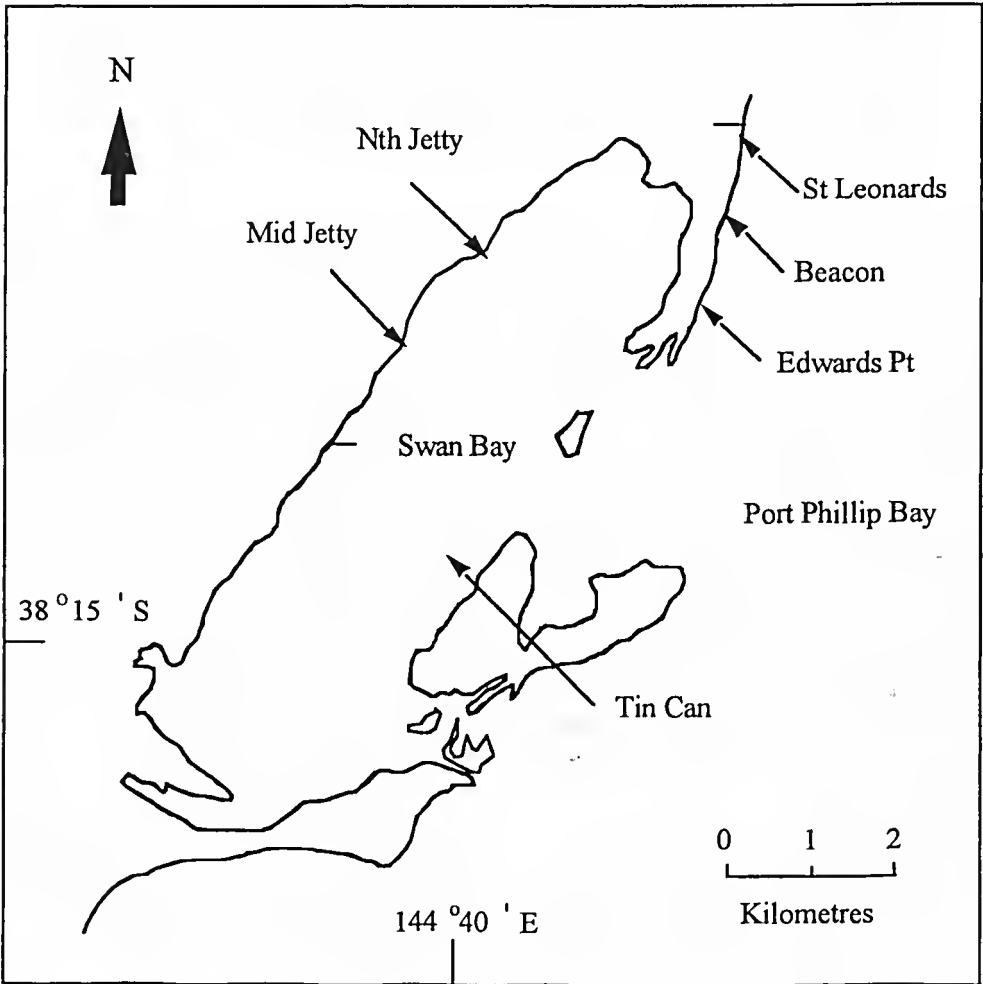 N
Nth Jetty
St Leonards
Mid Jetty
Beacon
Edwards Pt
Swan Bay
Port Phillip Bay
38 °15 ' S
Tin Can
0 1 2
Kilometres
144 °40 ' E